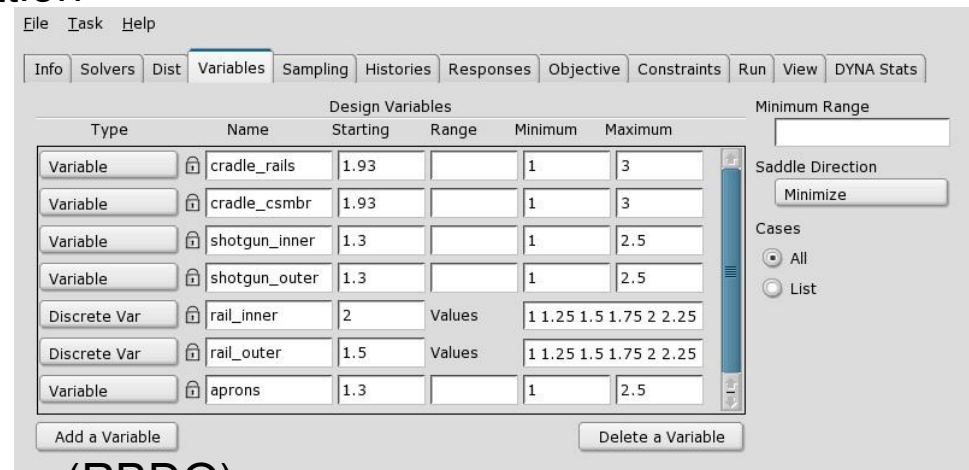 File Task Help
Info Solvers Dist Variables Sampling Histories Responses Objective Constraints Run View DYNA Stats
Design Variables Minimum Range
Type Name Starting Range Minimum Maximum
Variable cradle_rails 1.93 1 3
Saddle Direction
Variable cradle_csmbr 1.93 1 3
Minimize
Variable shotgun_inner 1.3 1 2.5
Cases
All
Variable shotgun_outer 1.3 1 2.5
List
Discrete Var rail_inner 2 Values 1 1.25 1.5 1.75 2 2.25
Discrete Var rail_outer 1.5 Values 1 1.25 1.5 1.75 2 2.25
Variable aprons 1.3 1 2.5
Add a Variable Delete a Variable